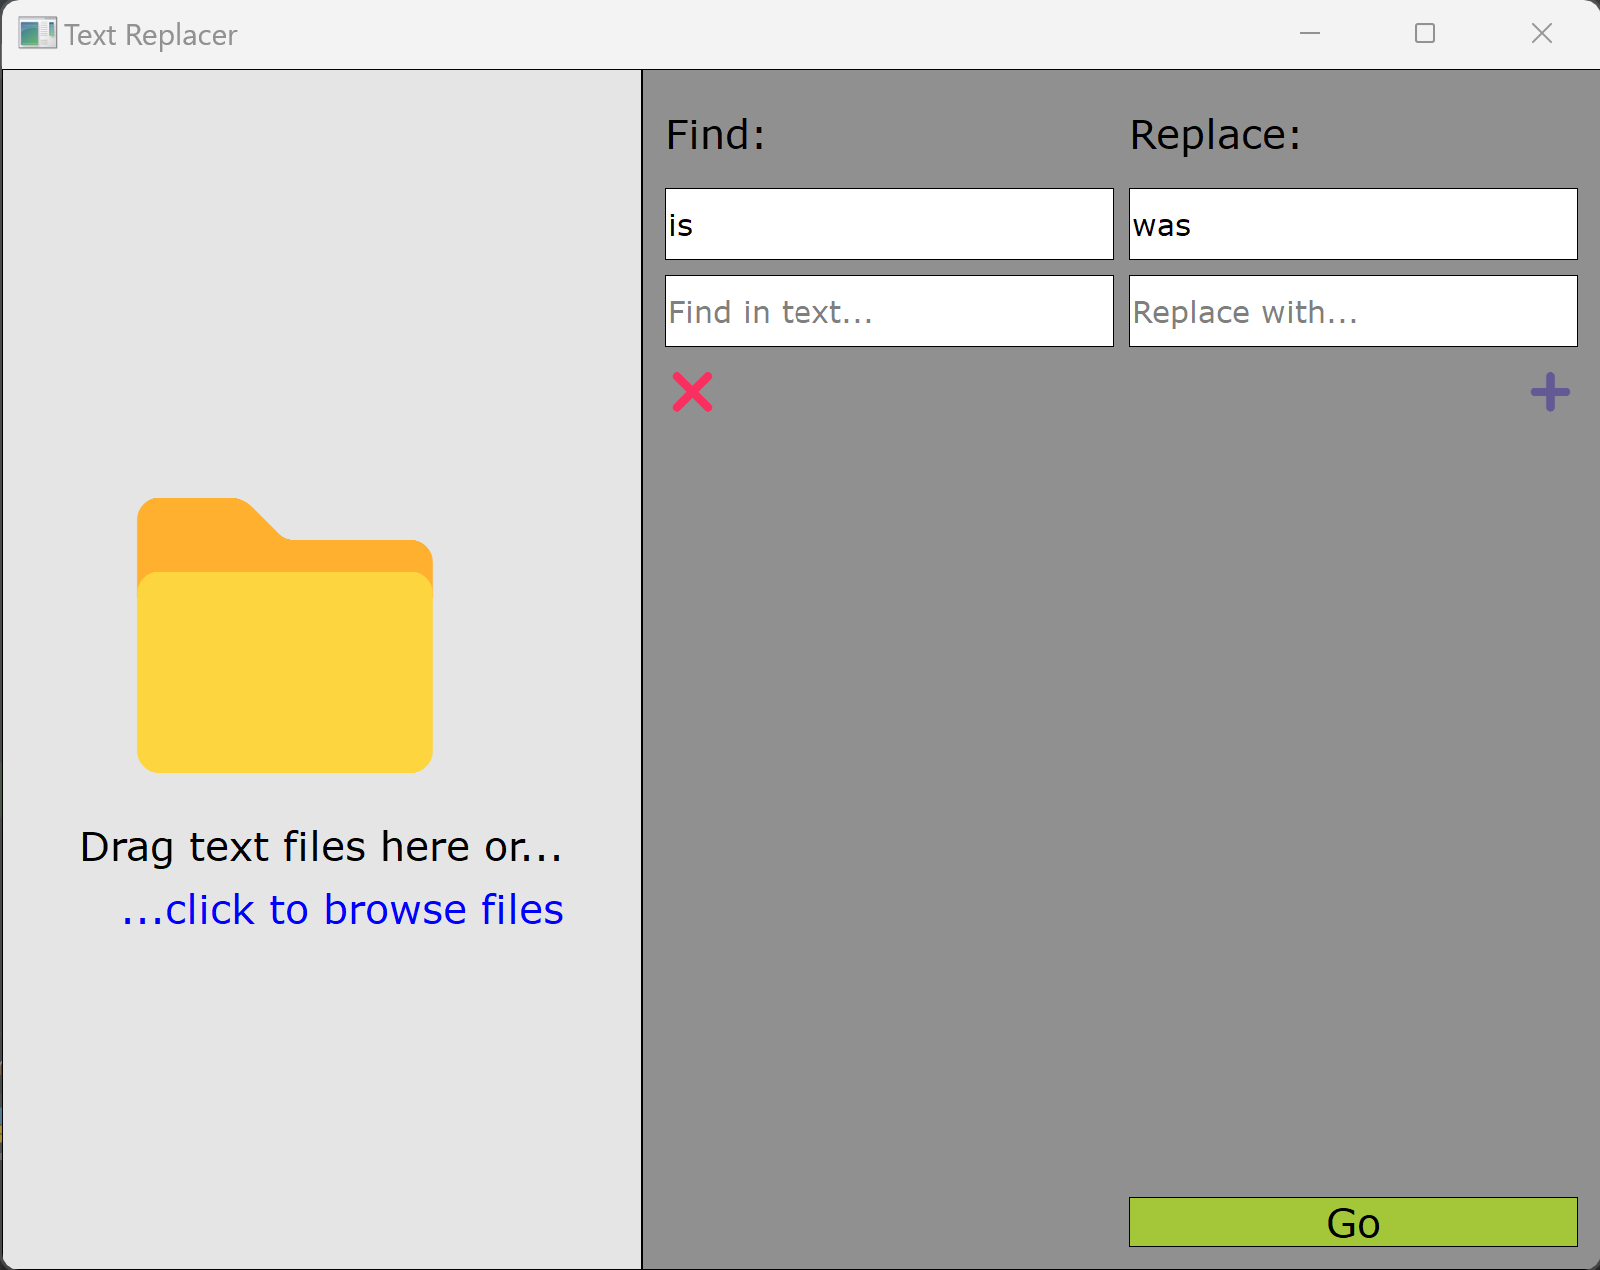 Text Replacer
Find: Replace:
is was
Find in text... Replace with...
Drag text files here or...
...click to browse files
Go